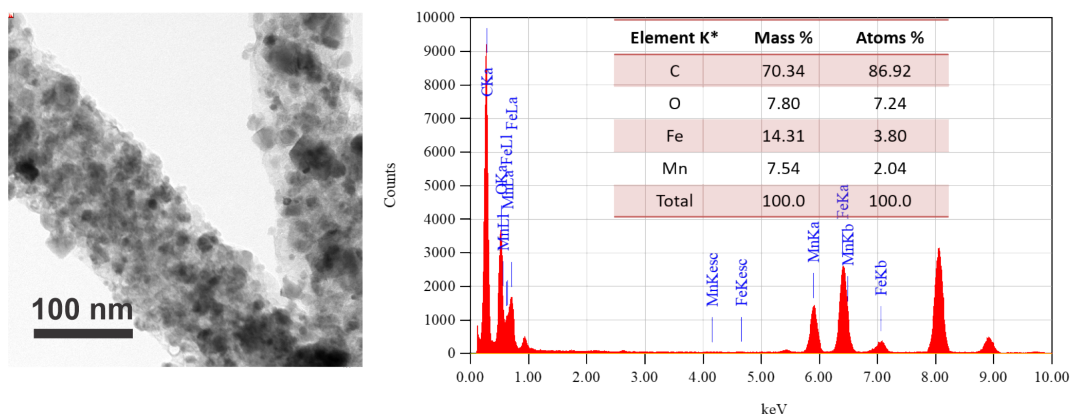 100 nm
Counts
10000
9000
8000
7000
6000
5000
4000
3000
2000
1000
0
Element K* Mass % Atoms %
C 70.34 86.92
O 7.80 7.24
Fe 14.31 3.80
Mn 7.54 2.04
Total 100.0 100.0
CKa
MnLl
OKa
MnLa
FeLl
FeLa
MnKesc
FeKesc
MnKa
FeKa
MnKb
FeKb
0.00 1.00 2.00 3.00 4.00 5.00 6.00 7.00 8.00 9.00 10.00
keV